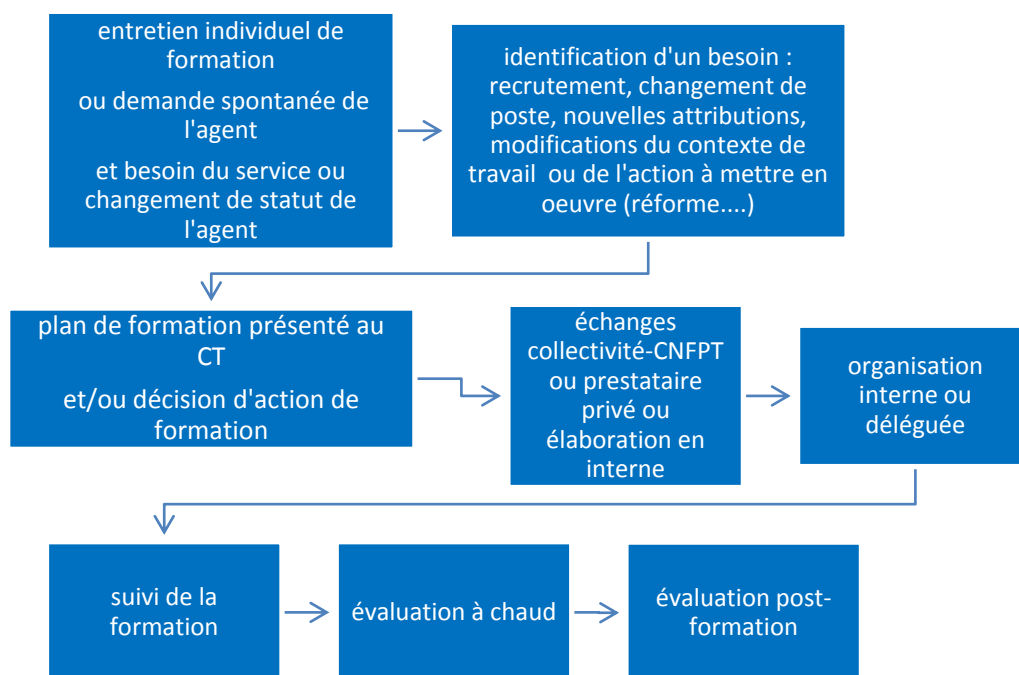 entretien individuel de
formation
ou demande spontanée de
l'agent
et besoin du service ou
changement de statut de
l'agent
identification d'un besoin :
recrutement, changement de
poste, nouvelles attributions,
modifications du contexte de
travail ou de l'action à mettre en
oeuvre (réforme....)
plan de formation présenté au
CT
et/ou décision d'action de
formation
échanges
collectivité-CNFPT
ou prestataire
privé ou
élaboration en
interne
organisation
interne ou
déléguée
suivi de la
formation
évaluation à chaud
évaluation post-
formation